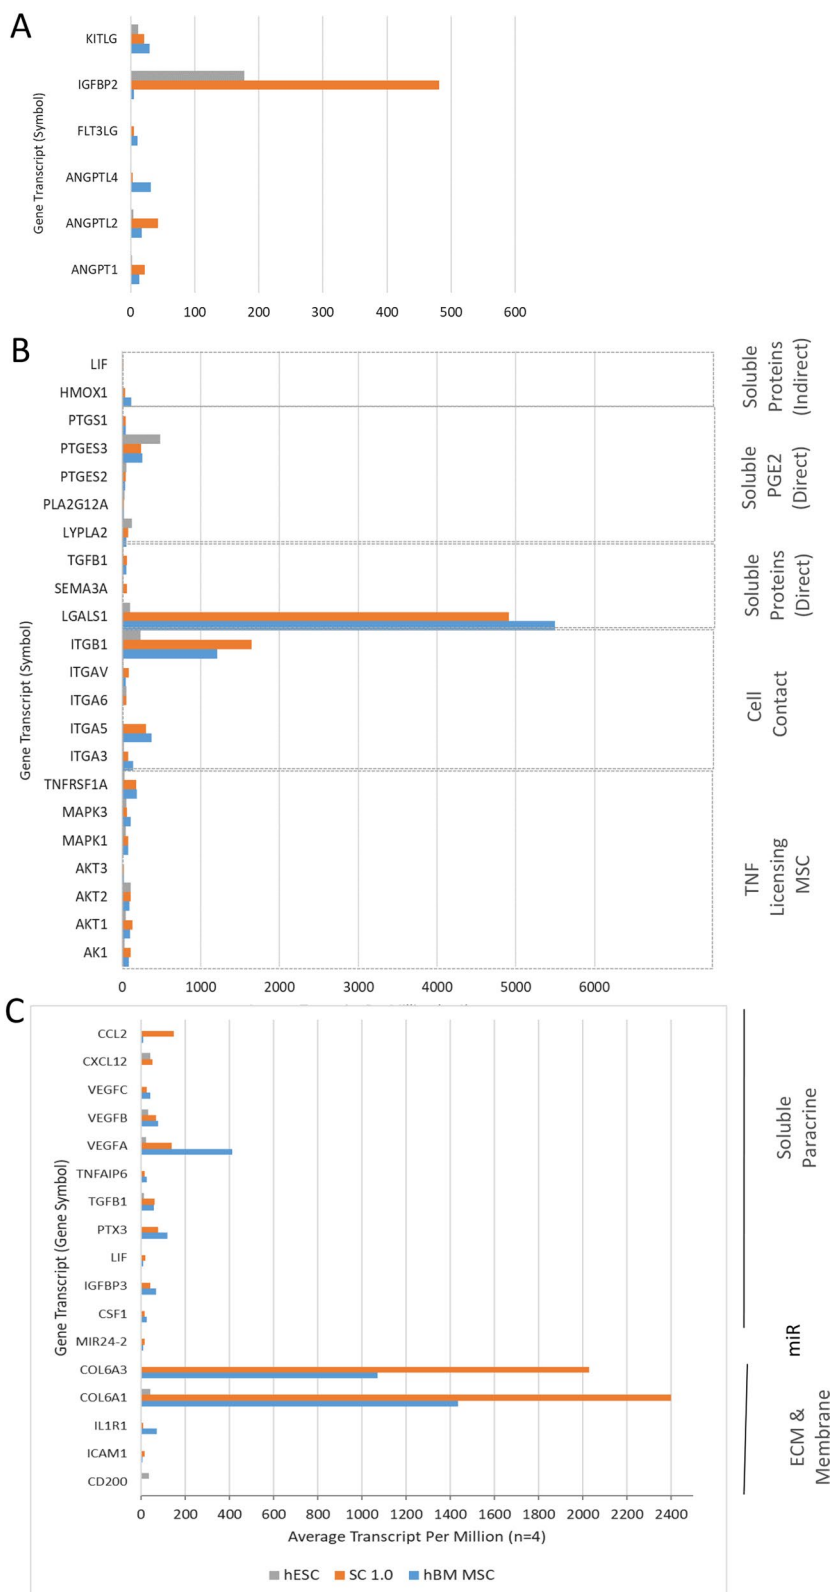 A
Gene Transcript (Symbol)
KITLG
IGFBP2
FLT3LG
ANGPTL4
ANGPTL2
ANGPT1
0 100 200 300 400 500 600
B
Gene Transcript (Symbol)
LIF
HMOX1
PTGS1
PTGES3
PTGES2
PLA2G12A
LYPLA2
TGFB1
SEMA3A
LGALS1
ITGB1
ITGAV
ITGA6
ITGA5
ITGA3
TNFRSF1A
MAPK3
MAPK1
AKT3
AKT2
AKT1
AK1
0 1000 2000 3000 4000 5000 6000
Soluble
Proteins
(Indirect)
Soluble
PGE2
(Direct)
Soluble
Proteins
(Direct)
Cell
Contact
TNF
Licensing
MSC
C
Gene Transcript (Gene Symbol)
CCL2
CXCL12
VEGFC
VEGFB
VEGFA
TNFAIP6
TGFB1
PTX3
LIF
IGFBP3
CSF1
MIR24-2
COL6A3
COL6A1
IL1R1
ICAM1
CD200
0 200 400 600 800 1000 1200 1400 1600 1800 2000 2200 2400
Average Transcript Per Million (n=4)
hESC SC 1.0 hBM MSC
Soluble
Paracrine
miR
ECM &
Membrane